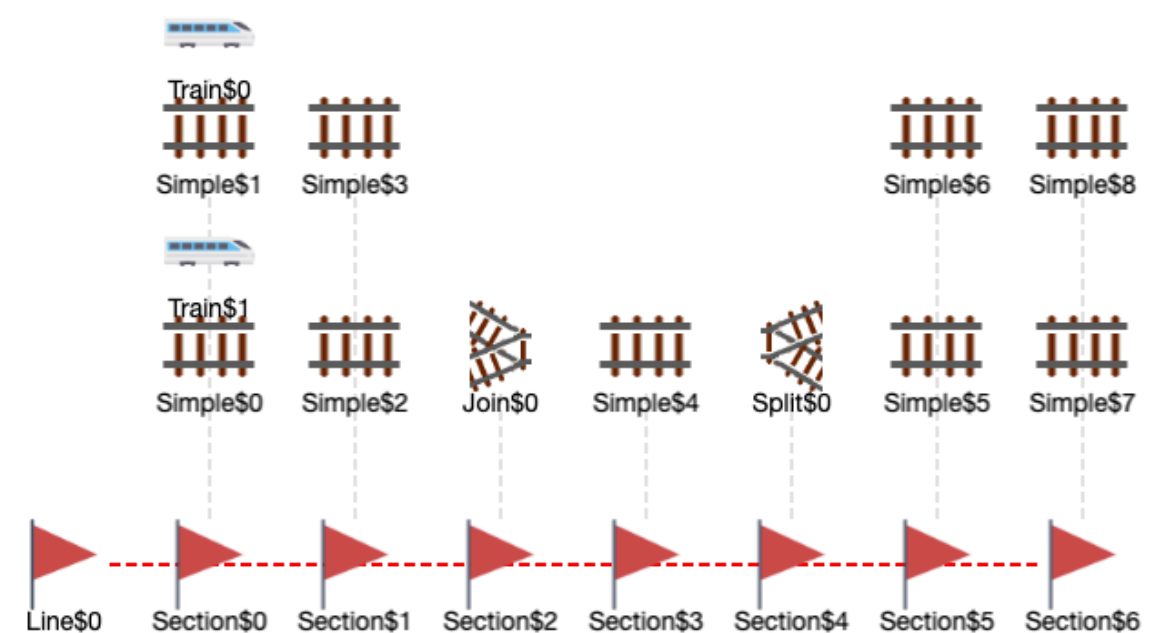 Train$0
Simple$1 Simple$3 Simple$6 Simple$8
Train$1
Simple$0 Simple$2 Join$0 Simple$4 Split$0 Simple$5 Simple$7
Line$0 Section$0 Section$1 Section$2 Section$3 Section$4 Section$5 Section$6